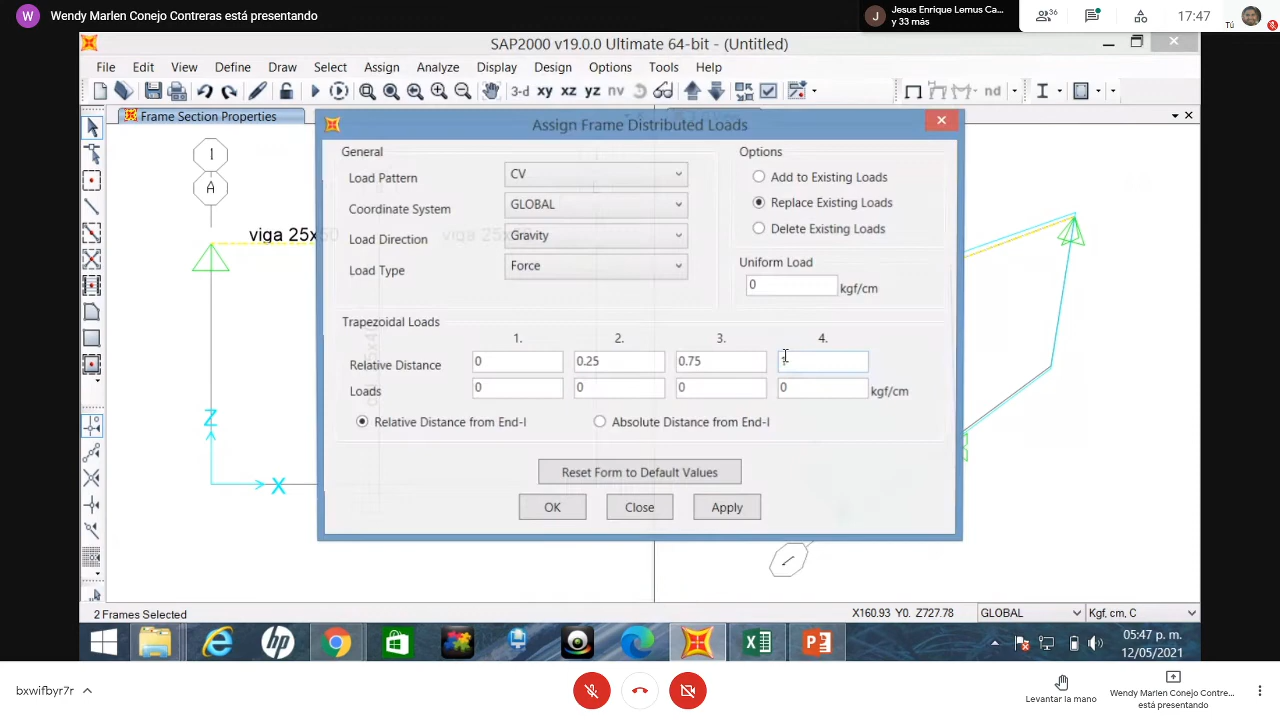 W Wendy Marlen Conejo Contreras está presentando
J Jesus Enrique Lemus Ca...
y 33 más
36
17:47
Tú
SAP2000 v19.0.0 Ultimate 64-bit - (Untitled)
File Edit View Define Draw Select Assign Analyze Display Design Options Tools Help
3-d xy xz yz nv nd
Frame Section Properties
Assign Frame Distributed Loads
General
Load Pattern CV
Coordinate System GLOBAL
Load Direction Gravity
Load Type Force
Options
Add to Existing Loads
Replace Existing Loads
Delete Existing Loads
Uniform Load
0 kgf/cm
Trapezoidal Loads
1. 2. 3. 4.
Relative Distance 0 0.25 0.75
Loads 0 0 0 0 kgf/cm
Relative Distance from End-I Absolute Distance from End-I
Reset Form to Default Values
OK Close Apply
1
A
viga 25x50
Z
X
2 Frames Selected
X160.93 Y0. Z727.78
GLOBAL
Kgf, cm, C
05:47 p. m.
12/05/2021
bxwifbyr7r
Levantar la mano
Wendy Marlen Conejo Contre...
está presentando